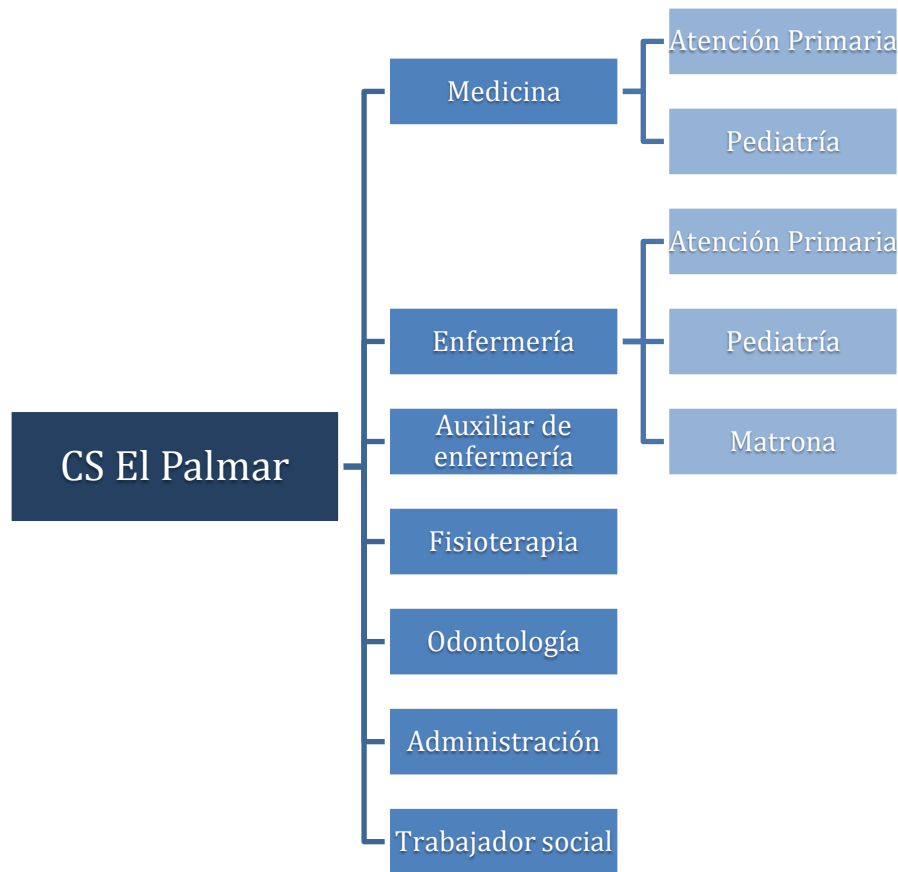 CS El Palmar
Medicina
Atención Primaria
Pediatría
Enfermería
Atención Primaria
Pediatría
Matrona
Auxiliar de
enfermería
Fisioterapia
Odontología
Administración
Trabajador social